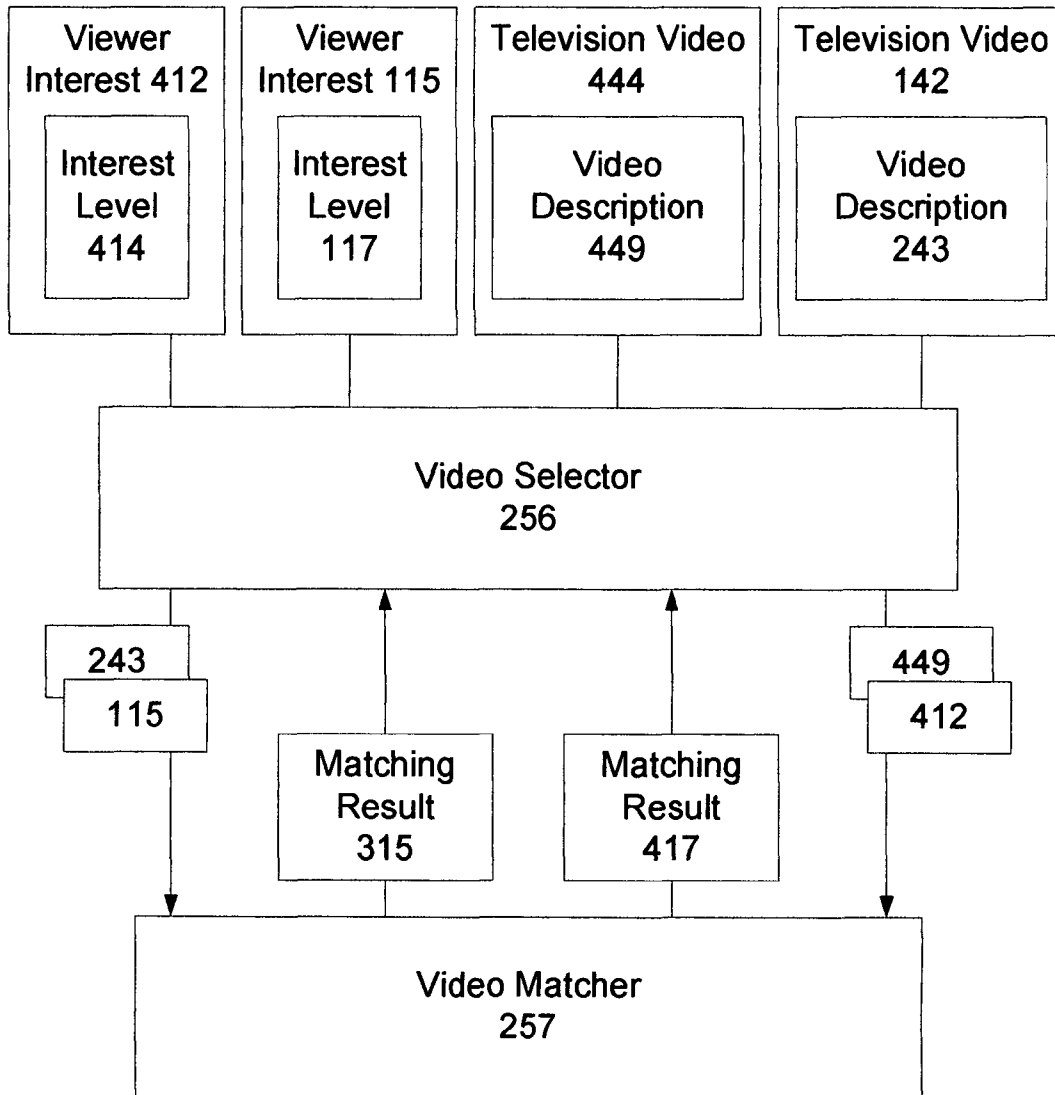 Viewer
Interest 412
Interest
Level
414
Viewer
Interest 115
Interest
Level
117
Television Video
444
Video
Description
449
Television Video
142
Video
Description
243
Video Selector
256
243
115
449
412
Matching
Result
315
Matching
Result
417
Video Matcher
257